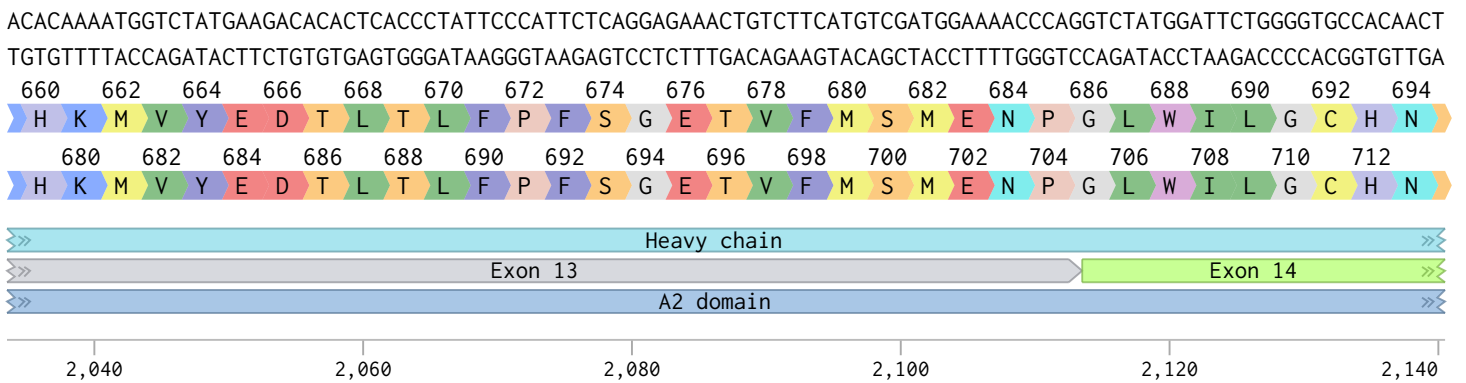 ACACAAAATGGTCTATGAAGACACACTCACCCTATTCCCATTCTCAGGAGAAACTGTCTTCATGTCGATGGAAAACCCAGGTCTATGGATTCTGGGGTGCCACAACT
TGTGTTTTACCAGATACTTCTGTGTGAGTGGGATAAGGGTAAGAGTCCTCTTTGACAGAAGTACAGCTACCTTTTGGGTCCAGATACCTAAGACCCCACGGTGTTGA
660 662 664 666 668 670 672 674 676 678 680 682 684 686 688 690 692 694
H K M V Y E D T L T L F P F S G E T V F M S M E N P G L W I L G C H N
680 682 684 686 688 690 692 694 696 698 700 702 704 706 708 710 712
H K M V Y E D T L T L F P F S G E T V F M S M E N P G L W I L G C H N
Heavy chain
Exon 13 Exon 14
A2 domain
2,040 2,060 2,080 2,100 2,120 2,140